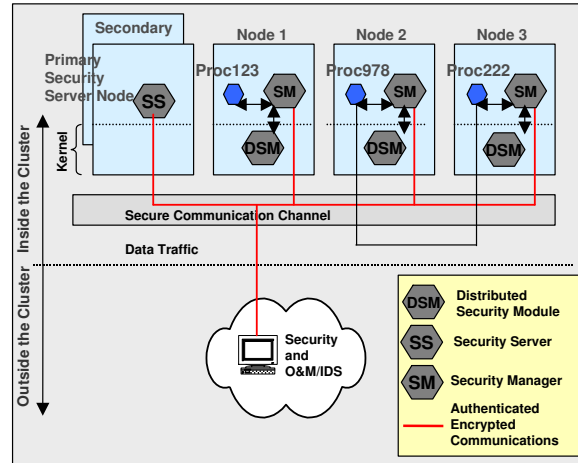 Secondary
Primary
Security
Server Node
SS
Node 1
Proc123
SM
DSM
Node 2
Proc978
SM
DSM
Node 3
Proc222
SM
DSM
Kernel
Inside the Cluster
Secure Communication Channel
Data Traffic
Outside the Cluster
Security
and
O&M/IDS
DSM
Distributed
Security Module
SS
Security Server
SM
Security Manager
Authenticated
Encrypted
Communications